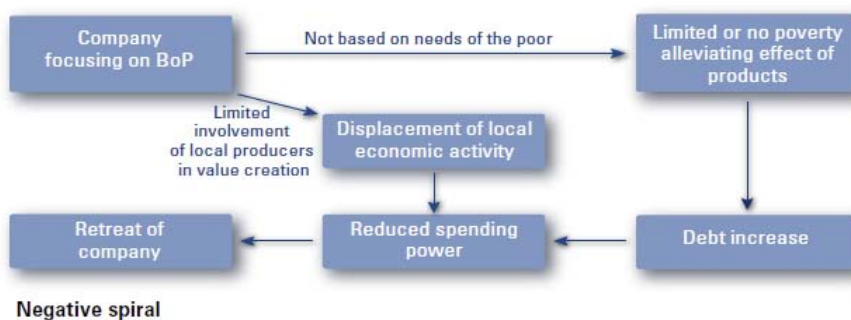 Company
focusing on BoP
Not based on needs of the poor
Limited or no poverty
alleviating effect of
products
Limited
involvement
of local producers
in value creation
Displacement of local
economic activity
Retreat of
company
Reduced spending
power
Debt increase
Negative spiral